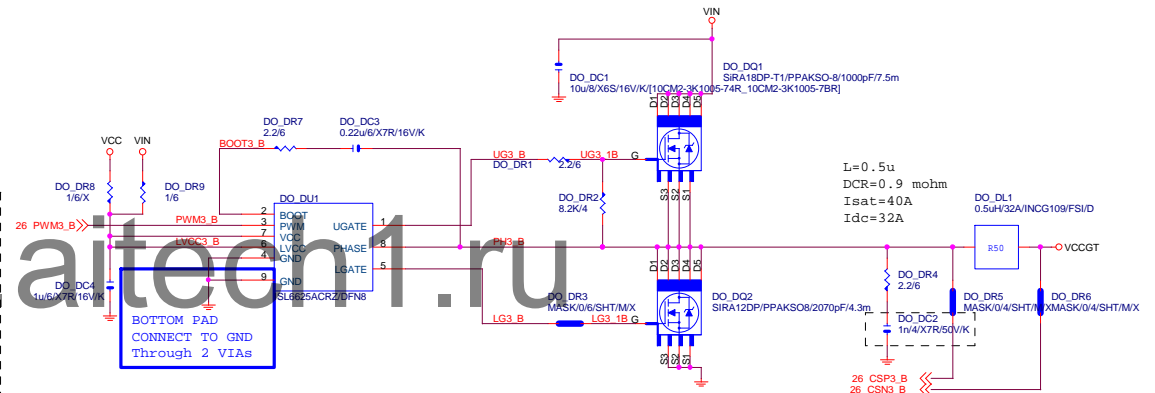 VIN
DO_DQ1
SiRA18DP-T1/PPAKSO-8/1000pF/7.5m
DO_DC1
10u/8/X6S/16V/K/[10CM2-3K1005-74R_10CM2-3K1005-7BR]
D1
D2
D3
D4
D5
DO_DR7
2.2/6
DO_DC3
0.22u/6/X7R/16V/K
VCC
VIN
BOOT3_B
UG3_B
UG3_1B
G
DO_DR1
2.2/6
L=0.5u
DCR=0.9 mohm
Isat=40A
Idc=32A
DO_DR8
1/6/X
DO_DR9
1/6
DO_DU1
DO_DR2
8.2K/4
S3
S2
S1
DO_DL1
0.5uH/32A/INCG109/FSI/D
26 PWM3_B
PWM3_B
LVCC3_B
2
3
7
6
4
9
BOOT
PWM
VCC
LVCC
GND
GND
UGATE
PHASE
LGATE
1
8
5
PH3_B
R50
VCCGT
aitech1.ru
D1
D2
D3
D4
D5
DO_DC4
1u/6/X7R/16V/K
SL6625ACRZ/DFN8
DO_DR4
2.2/6
DO_DR3
MASK/0/6/SHT/M/X
LG3_B
LG3_1B
G
DO_DQ2
SIRA12DP/PPAKSO8/2070pF/4.3m
DO_DR5
MASK/0/4/SHT/M/X
DO_DR6
MASK/0/4/SHT/M/X
DO_DC2
1n/4/X7R/50V/K
BOTTOM PAD
CONNECT TO GND
Through 2 VIAs
S3
S2
S1
26 CSP3_B
26 CSN3_B